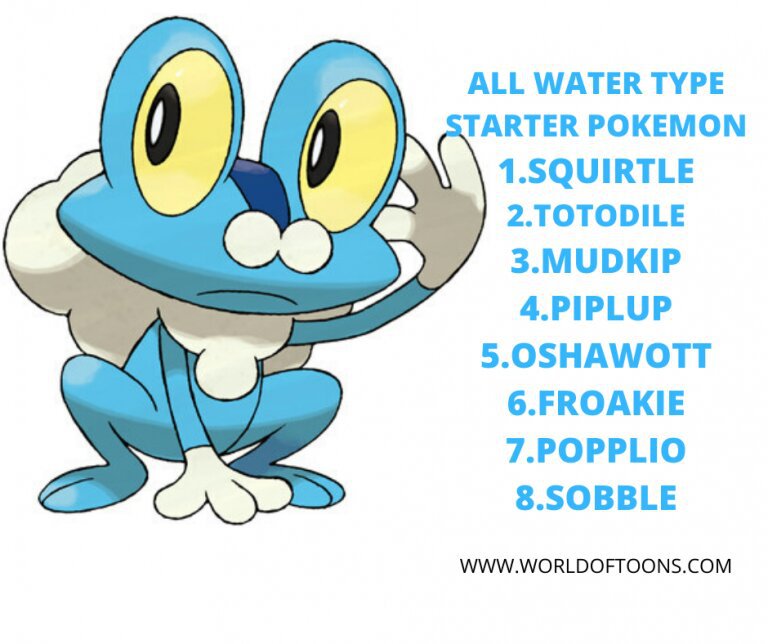 ALL WATER TYPE
STARTER POKEMON
1.SQUIRTLE
2.TOTODILE
3.MUDKIP
4.PIPLUP
5.OSHAWOTT
6.FROAKIE
7.POPPLIO
8.SOBBLE
WWW.WORLDOFTOONS.COM